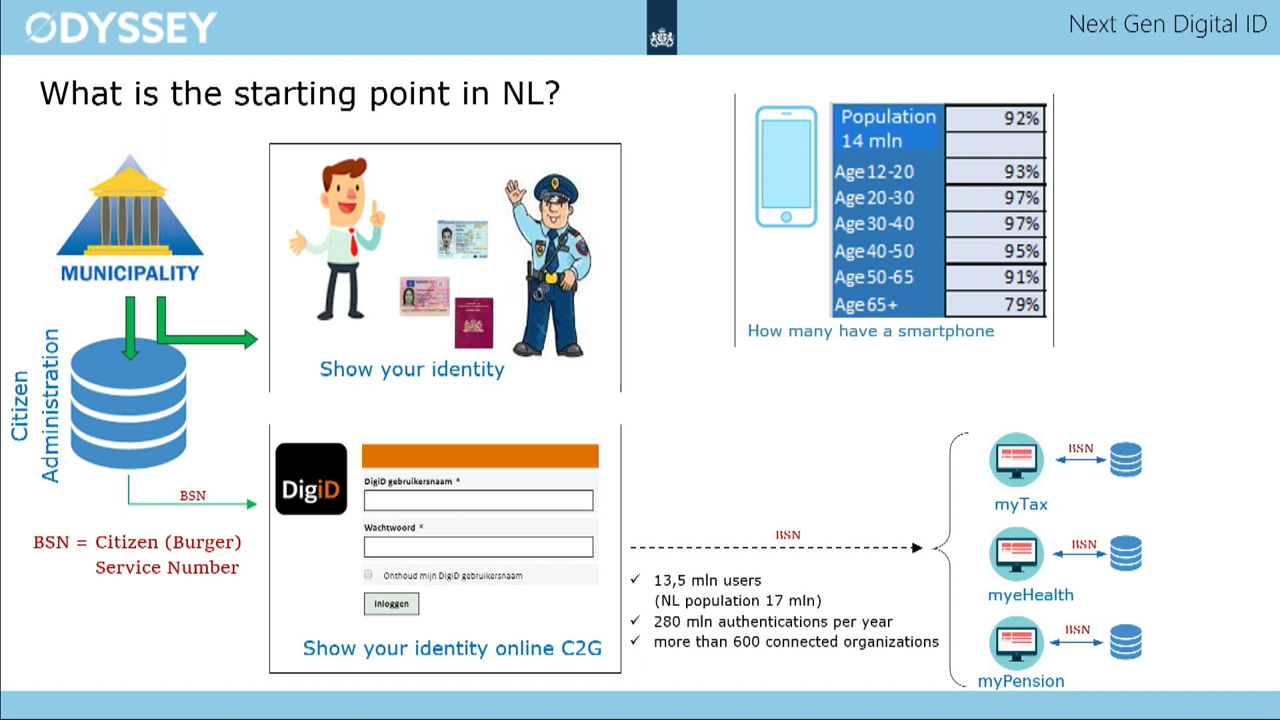 ODYSSEY
Next Gen Digital ID
What is the starting point in NL?
MUNICIPALITY
Citizen
Administration
BSN
BSN = Citizen (Burger)
Service Number
Show your identity
Population 92%
14 mln
Age 12-20 93%
Age 20-30 97%
Age 30-40 97%
Age 40-50 95%
Age 50-65 91%
Age 65+ 79%
How many have a smartphone
DigiD
DigiD gebruikersnaam *
Wachtwoord *
Onthoud mijn DigiD gebruikersnaam
Inloggen
Show your identity online C2G
BSN
13,5 mln users
(NL population 17 mln)
280 mln authentications per year
more than 600 connected organizations
BSN
myTax
BSN
myeHealth
BSN
myPension